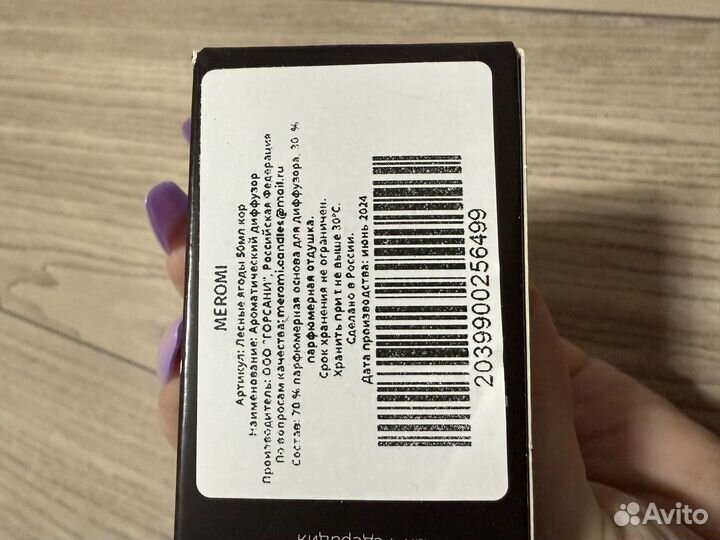 MEROMI
Артикул: Лесные ягоды 50мл кор
Наименование: Ароматический диффузор
Производитель: ООО "ГОРСАНИ", Российская Федерация
По вопросам качества: meromi.candles@mail.ru
Состав: 70 % парфюмерная основа для диффузора, 30 %
парфюмерная отдушка.
Срок хранения не ограничен.
Хранить при t не выше 30°C.
Сделано в России.
Дата производства: июнь 2024
2039900256499
Avito